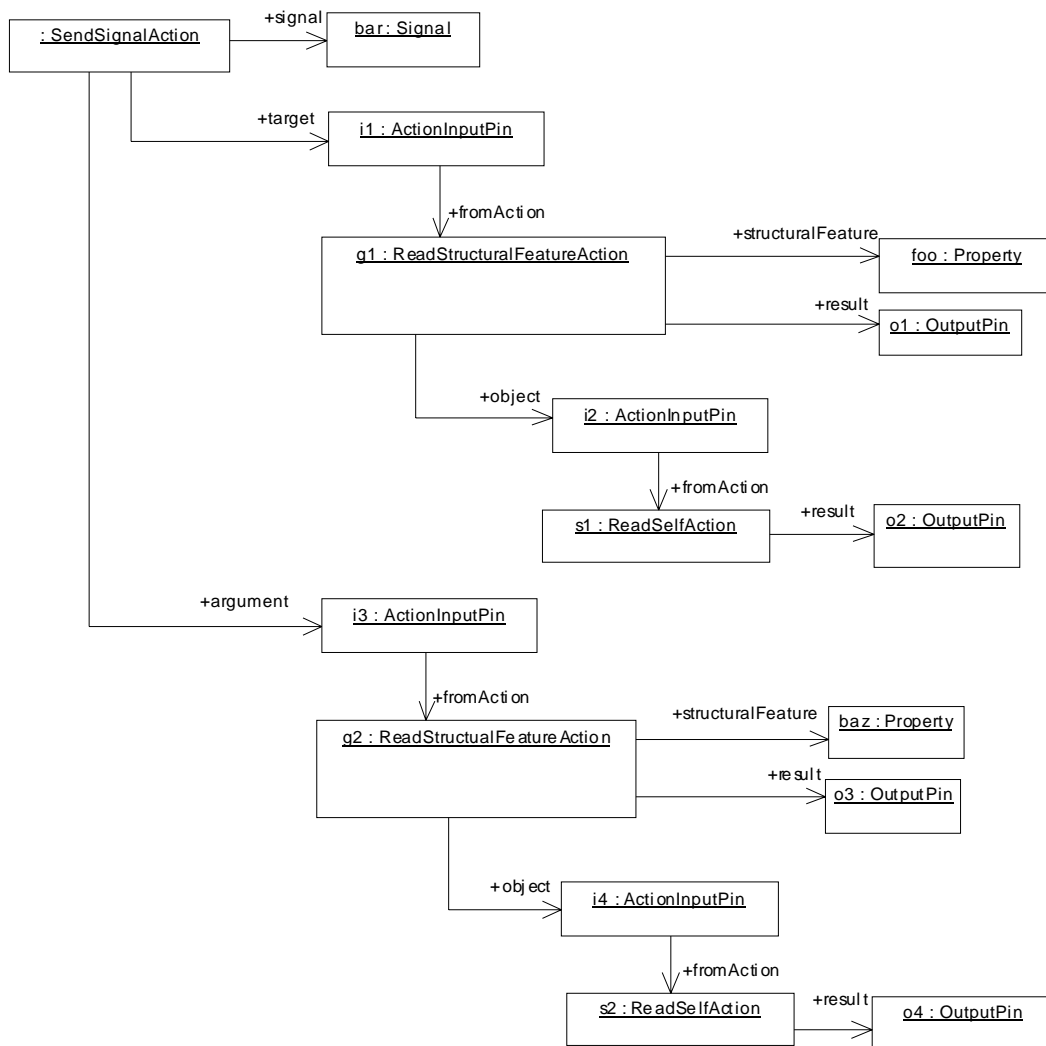 +signal
: SendSignalAction
bar: Signal
+target
i1 : ActionInputPin
+fromAction
+structuralFeature
g1 : ReadStructuralFeatureAction
foo : Property
+result
o1 : OutputPin
+object
i2 : ActionInputPin
+fromAction
+result
s1 : ReadSelfAction
o2 : OutputPin
+argument
i3 : ActionInputPin
+fromAction
+structuralFeature
baz : Property
g2 : ReadStructualFeatureAction
+result
o3 : OutputPin
+object
i4 : ActionInputPin
+fromAction
+result
s2 : ReadSelfAction
o4 : OutputPin